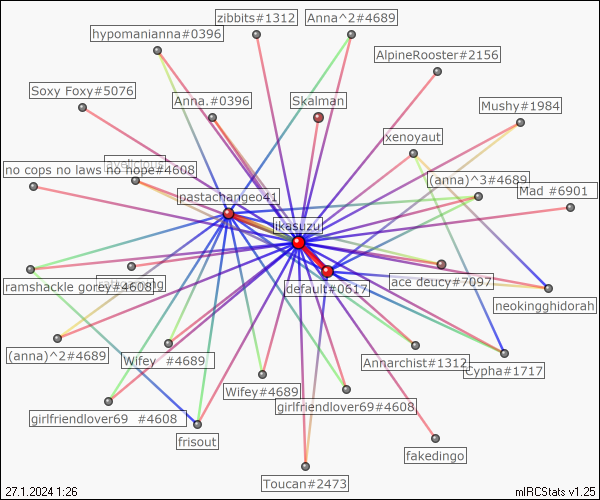 zibbits#1312
Anna^2#4689
hypomanianna#0396
AlpineRooster#2156
Soxy Foxy#5076
Anna.#0396
Skalman
Mushy#1984
xenoyaut
no cops no laws no hope#4608
(anna)^3#4689
Mad #6901
pastachangeo41
ikasuzu
ramshackle gorey#4608
default#0617
ace deucy#7097
neokingghidorah
(anna)^2#4689
Wifey #4689
Annarchist#1312
Cypha#1717
Wifey#4689
girlfriendlover69#4608
girlfriendlover69 #4608
frisout
fakedingo
Toucan#2473
27.1.2024 1:26
mIRCStats v1.25